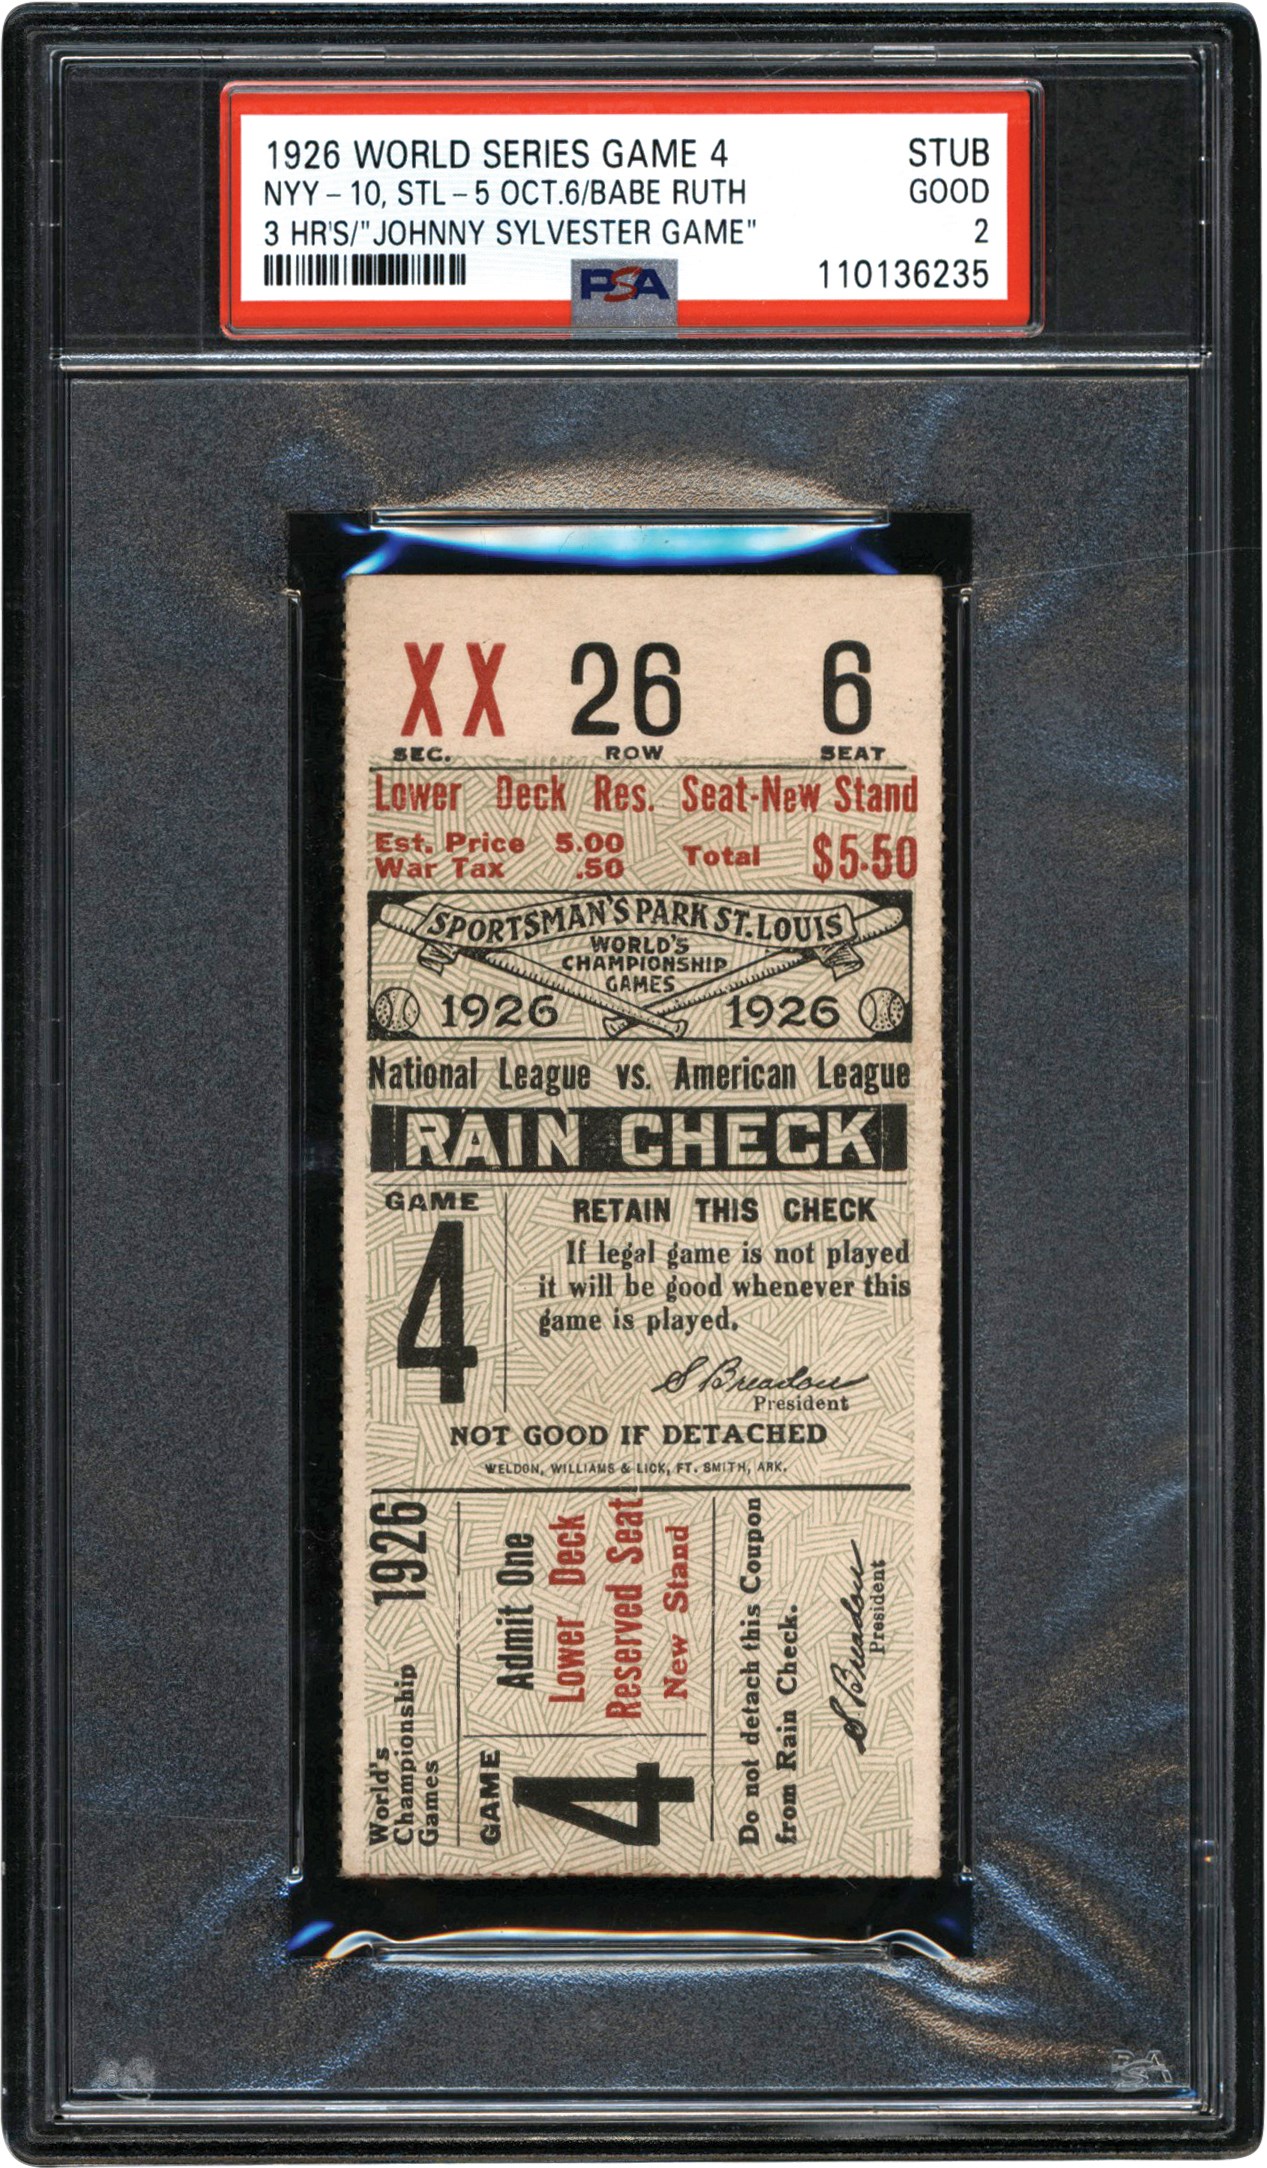 1926 WORLD SERIES GAME 4 STUB
NYY - 10, STL - 5 OCT.6/BABE RUTH GOOD
3 HR'S/"JOHNNY SYLVESTER GAME" 2
PSA 110136235
XX 26 6
SEC. ROW SEAT
Lower Deck Res. Seat-New Stand
Est. Price 5.00
War Tax .50
Total $5.50
SPORTSMAN'S PARK ST. LOUIS
WORLD'S
CHAMPIONSHIP
GAMES
1926 1926
National League vs. American League
RAIN CHECK
GAME
4
RETAIN THIS CHECK
If legal game is not played
it will be good whenever this
game is played.
S Breadon
President
NOT GOOD IF DETACHED
WELDON, WILLIAMS & LICK, FT. SMITH, ARK.
World's
Championship
Games
1926
GAME
4
Admit One
Lower Deck
Reserved Seat
New Stand
Do not detach this Coupon
from Rain Check.
S Breadon
President
PSA